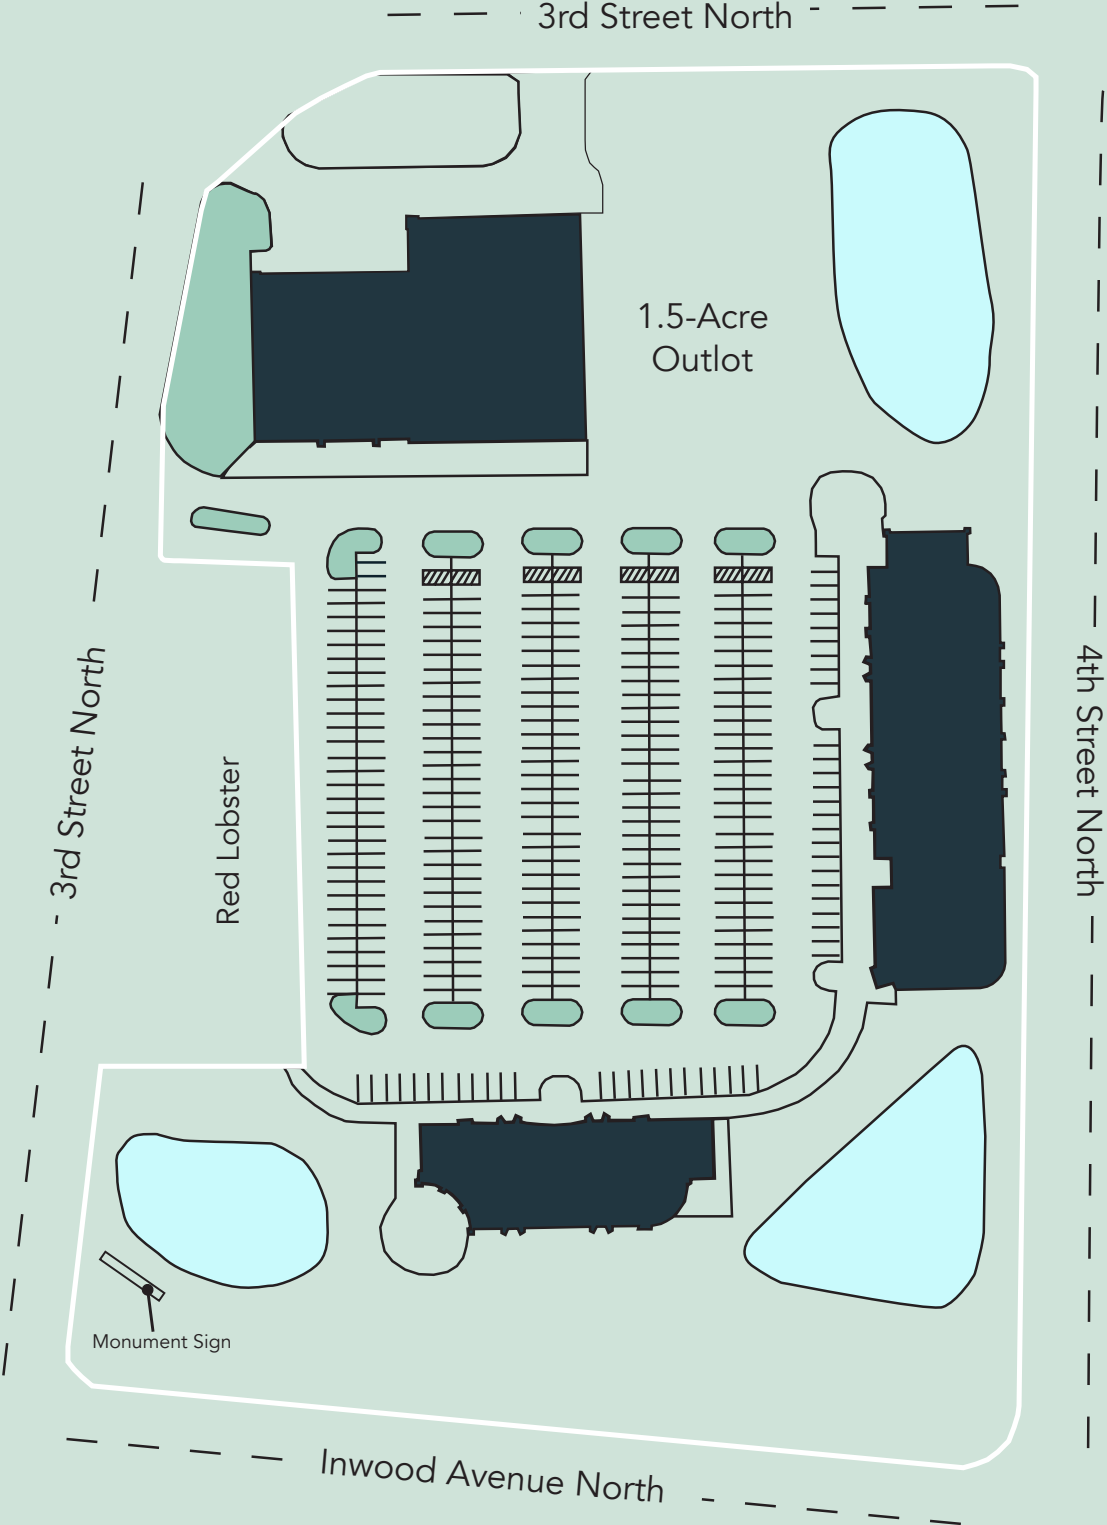 3rd Street North
1.5-Acre
Outlot
3rd Street North
4th Street North
Red Lobster
Monument Sign
Inwood Avenue North